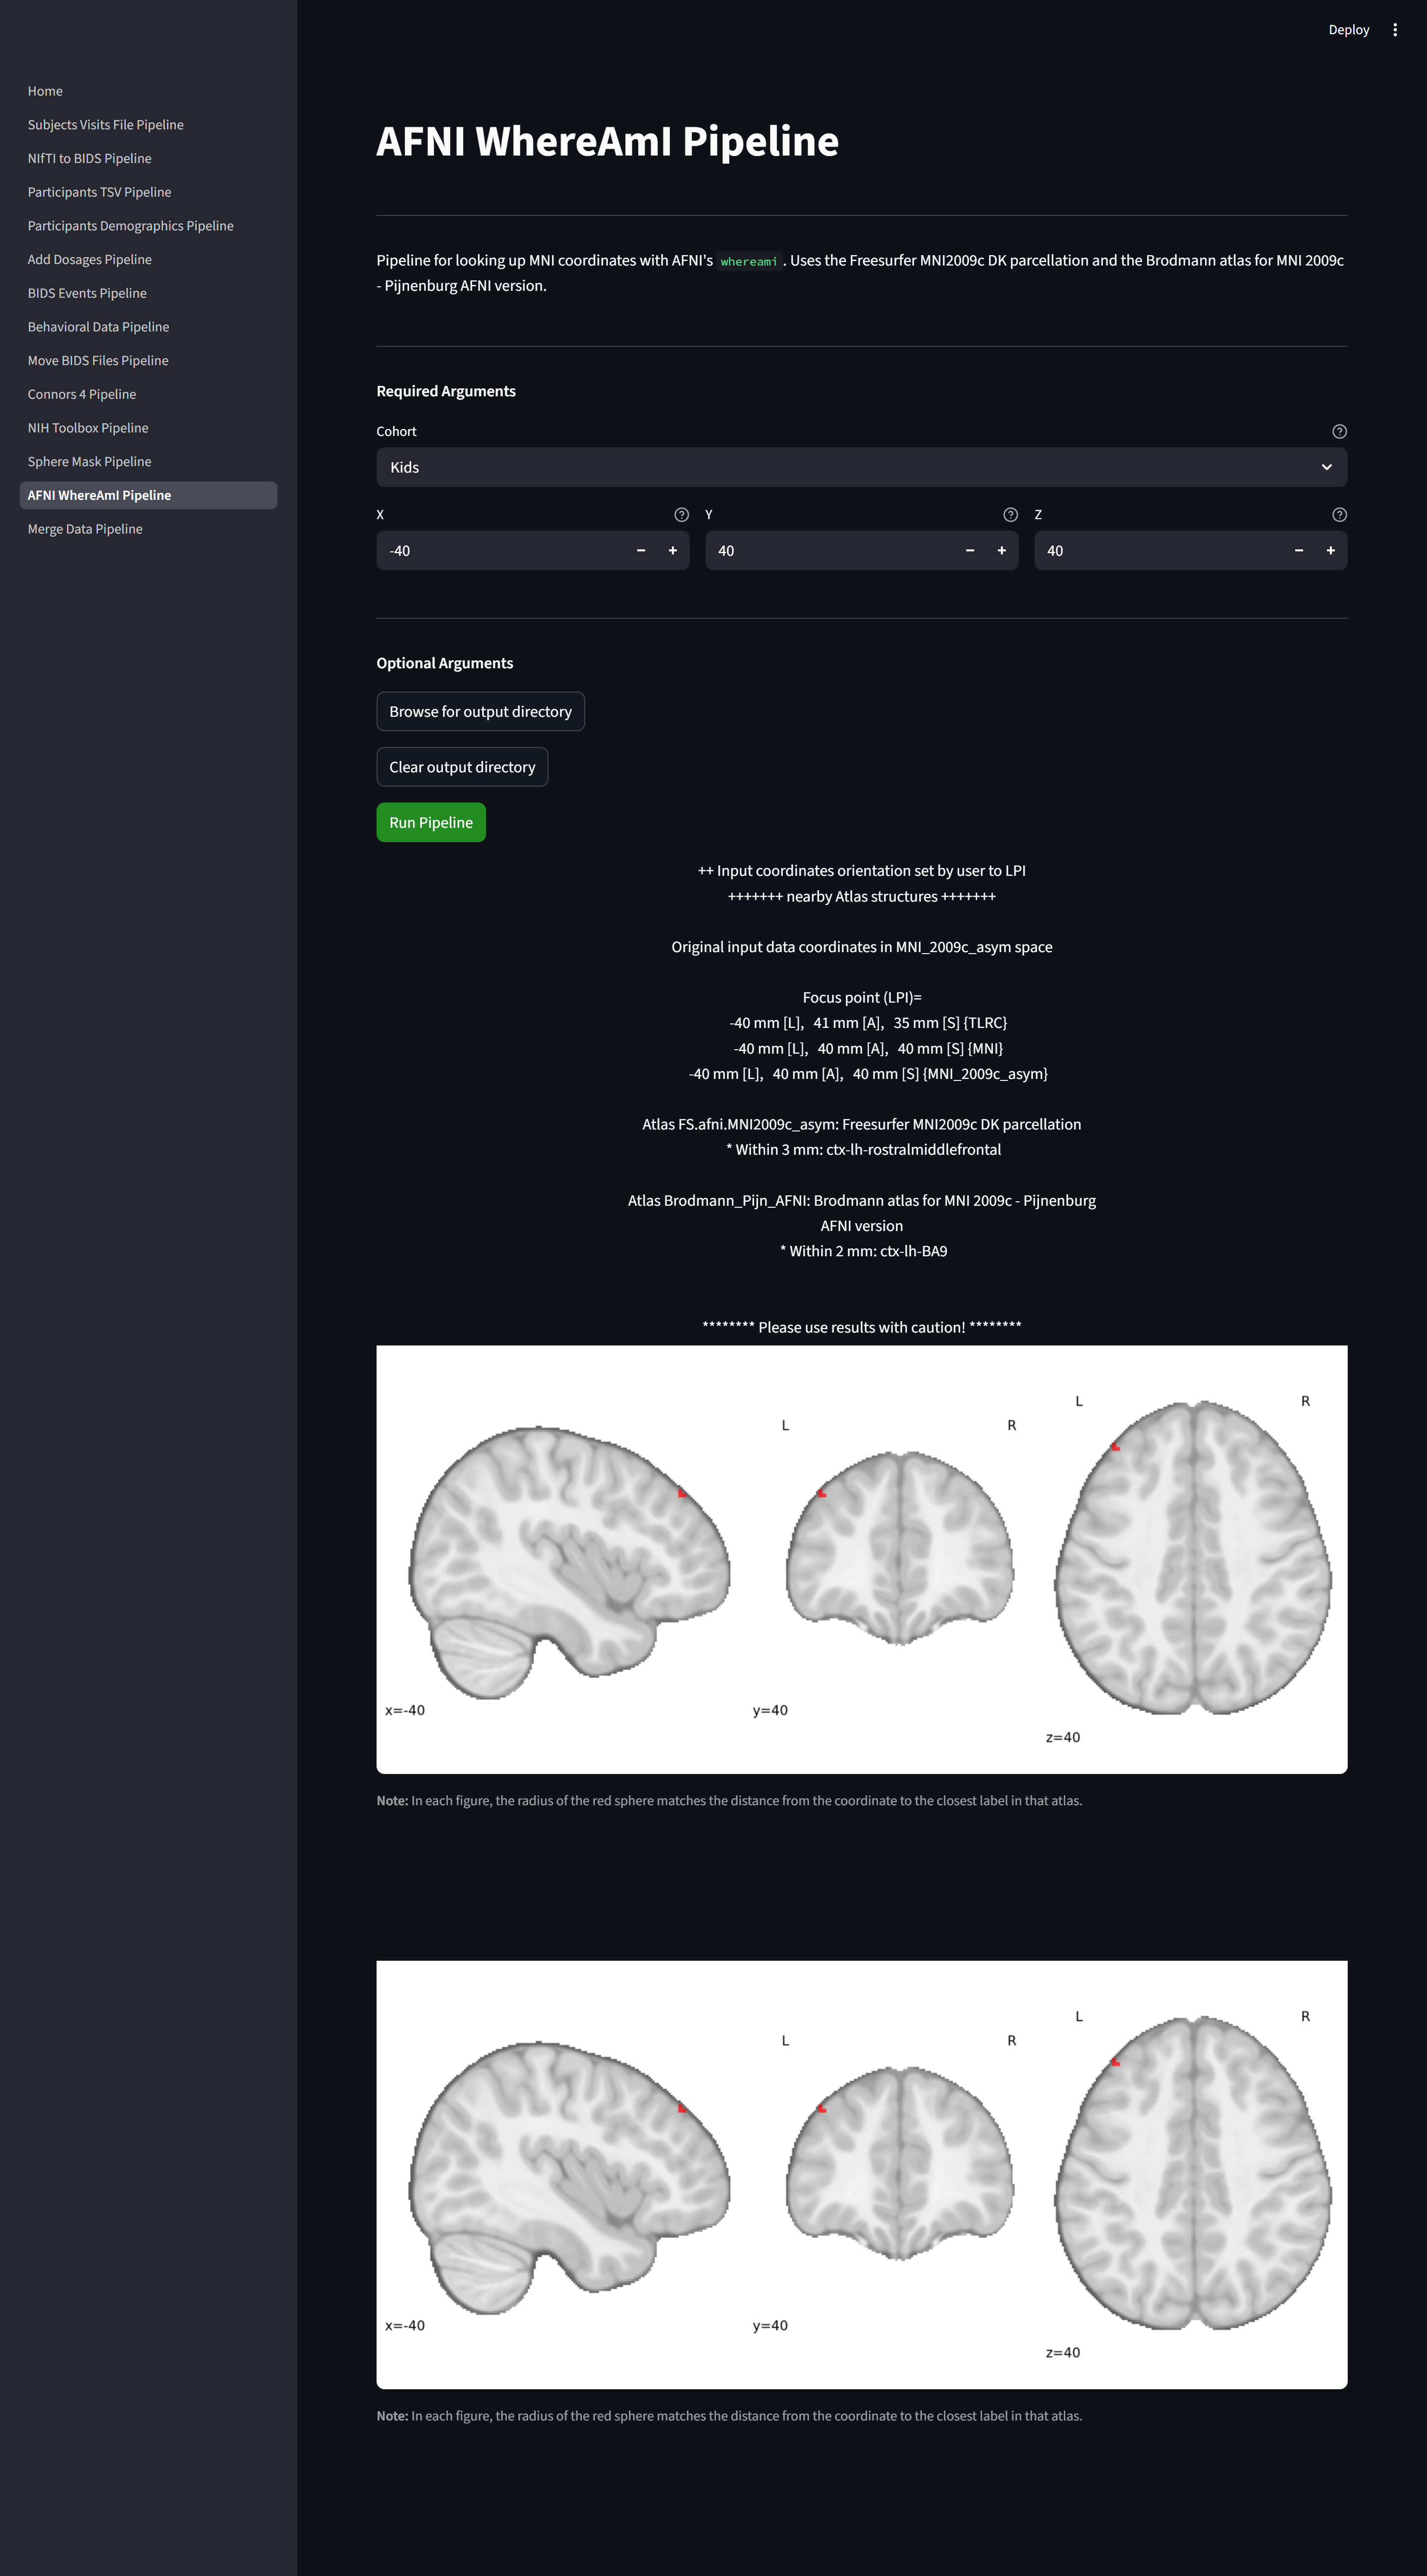 Deploy
Home
Subjects Visits File Pipeline
NIfTI to BIDS Pipeline
Participants TSV Pipeline
Participants Demographics Pipeline
Add Dosages Pipeline
BIDS Events Pipeline
Behavioral Data Pipeline
Move BIDS Files Pipeline
Connors 4 Pipeline
NIH Toolbox Pipeline
Sphere Mask Pipeline
AFNI WhereAmI Pipeline
Merge Data Pipeline
AFNI WhereAmI Pipeline
Pipeline for looking up MNI coordinates with AFNI's whereami. Uses the Freesurfer MNI2009c DK parcellation and the Brodmann atlas for MNI 2009c
- Pijnenburg AFNI version.
Required Arguments
Cohort
Kids
X Y Z
-40 40 40
Optional Arguments
Browse for output directory
Clear output directory
Run Pipeline
++ Input coordinates orientation set by user to LPI
+++++++ nearby Atlas structures +++++++
Original input data coordinates in MNI_2009c_asym space
Focus point (LPI)=
-40 mm [L], 41 mm [A], 35 mm [S] {TLRC}
-40 mm [L], 40 mm [A], 40 mm [S] {MNI}
-40 mm [L], 40 mm [A], 40 mm [S] {MNI_2009c_asym}
Atlas FS.afni.MNI2009c_asym: Freesurfer MNI2009c DK parcellation
* Within 3 mm: ctx-lh-rostralmiddlefrontal
Atlas Brodmann_Pijn_AFNI: Brodmann atlas for MNI 2009c - Pijnenburg
AFNI version
* Within 2 mm: ctx-lh-BA9
******** Please use results with caution! ********
L R
L R
x=-40 y=40
z=40
Note: In each figure, the radius of the red sphere matches the distance from the coordinate to the closest label in that atlas.
L R
L R
x=-40 y=40
z=40
Note: In each figure, the radius of the red sphere matches the distance from the coordinate to the closest label in that atlas.